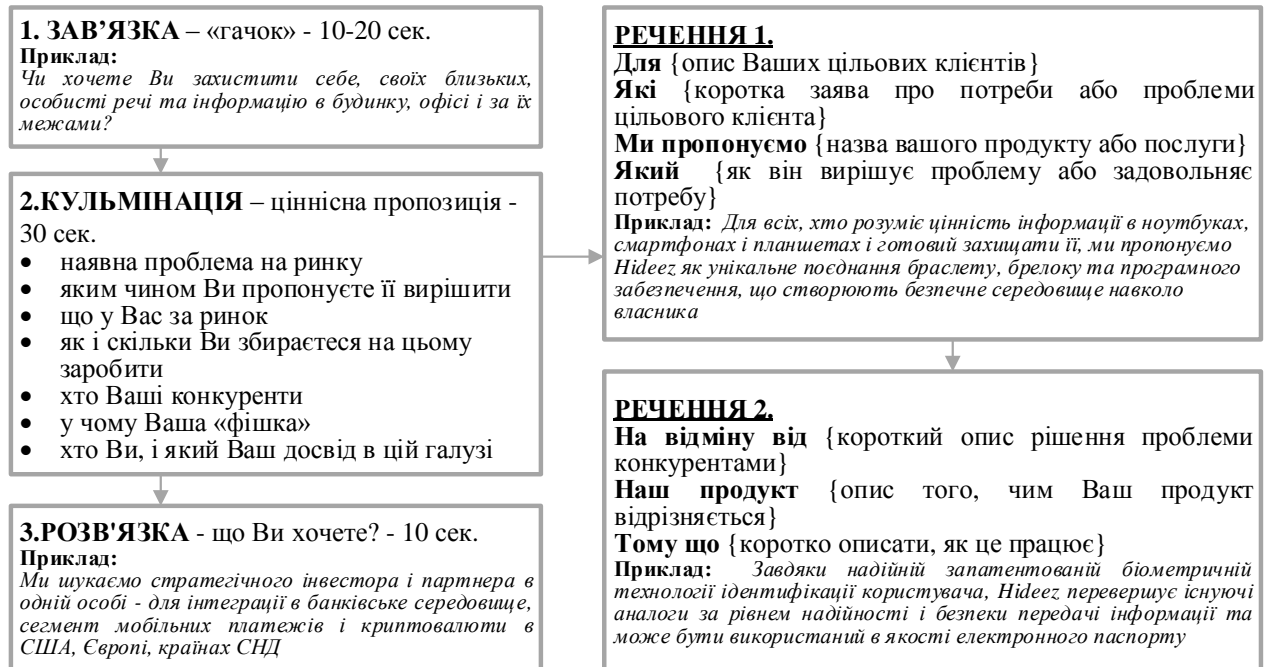 1. ЗАВ’ЯЗКА – «гачок» - 10-20 сек.
Приклад:
Чи хочете Ви захистити себе, своїх близьких,
особисті речі та інформацію в будинку, офісі і за їх
межами?
2.КУЛЬМІНАЦІЯ – ціннісна пропозиція -
30 сек.
• наявна проблема на ринку
• яким чином Ви пропонуєте її вирішити
• що у Вас за ринок
• як і скільки Ви збираєтеся на цьому
заробити
• хто Ваші конкуренти
• у чому Ваша «фішка»
• хто Ви, і який Ваш досвід в цій галузі
3.РОЗВ'ЯЗКА - що Ви хочете? - 10 сек.
Приклад:
Ми шукаємо стратегічного інвестора і партнера в
одній особі - для інтеграції в банківське середовище,
сегмент мобільних платежів і криптовалюти в
США, Європі, країнах СНД
РЕЧЕННЯ 1.
Для {опис Ваших цільових клієнтів}
Які {коротка заява про потреби або проблеми
цільового клієнта}
Ми пропонуємо {назва вашого продукту або послуги}
Який {як він вирішує проблему або задовольняє
потребу}
Приклад: Для всіх, хто розуміє цінність інформації в ноутбуках,
смартфонах і планшетах і готовий захищати її, ми пропонуємо
Hideez як унікальне поєднання браслету, брелоку та програмного
забезпечення, що створюють безпечне середовище навколо
власника
РЕЧЕННЯ 2.
На відміну від {короткий опис рішення проблеми
конкурентами}
Наш продукт {опис того, чим Ваш продукт
відрізняється}
Тому що {коротко описати, як це працює}
Приклад: Завдяки надійній запатентованій біометричній
технології ідентифікації користувача, Hideez перевершує існуючі
аналоги за рівнем надійності і безпеки передачі інформації та
може бути використаний в якості електронного паспорту